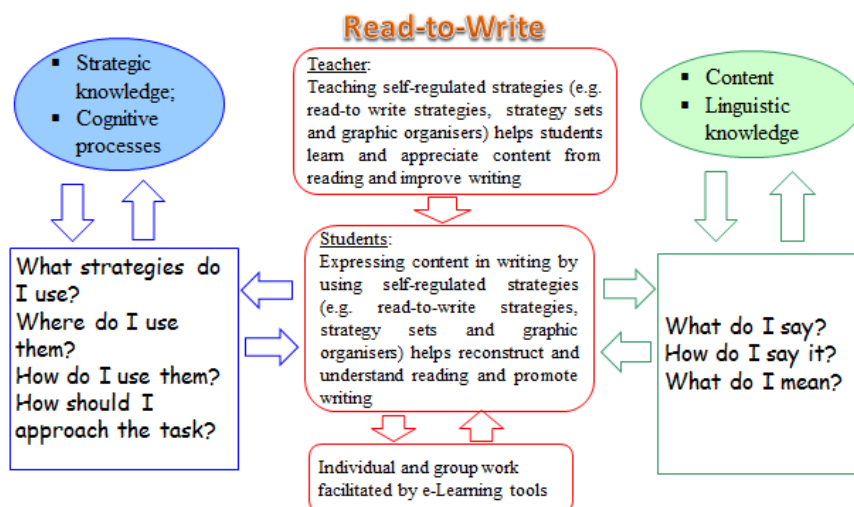 Read-to-Write
▪ Strategic
knowledge;
▪ Cognitive
processes
Teacher:
Teaching self-regulated strategies (e.g.
read-to write strategies, strategy sets
and graphic organisers) helps students
learn and appreciate content from
reading and improve writing
▪ Content
▪ Linguistic
knowledge
What strategies do
I use?
Where do I use
them?
How do I use them?
How should I
approach the task?
Students:
Expressing content in writing by
using self-regulated strategies
(e.g. read-to-write strategies,
strategy sets and graphic
organisers) helps reconstruct and
understand reading and promote
writing
What do I say?
How do I say it?
What do I mean?
Individual and group work
facilitated by e-Learning tools